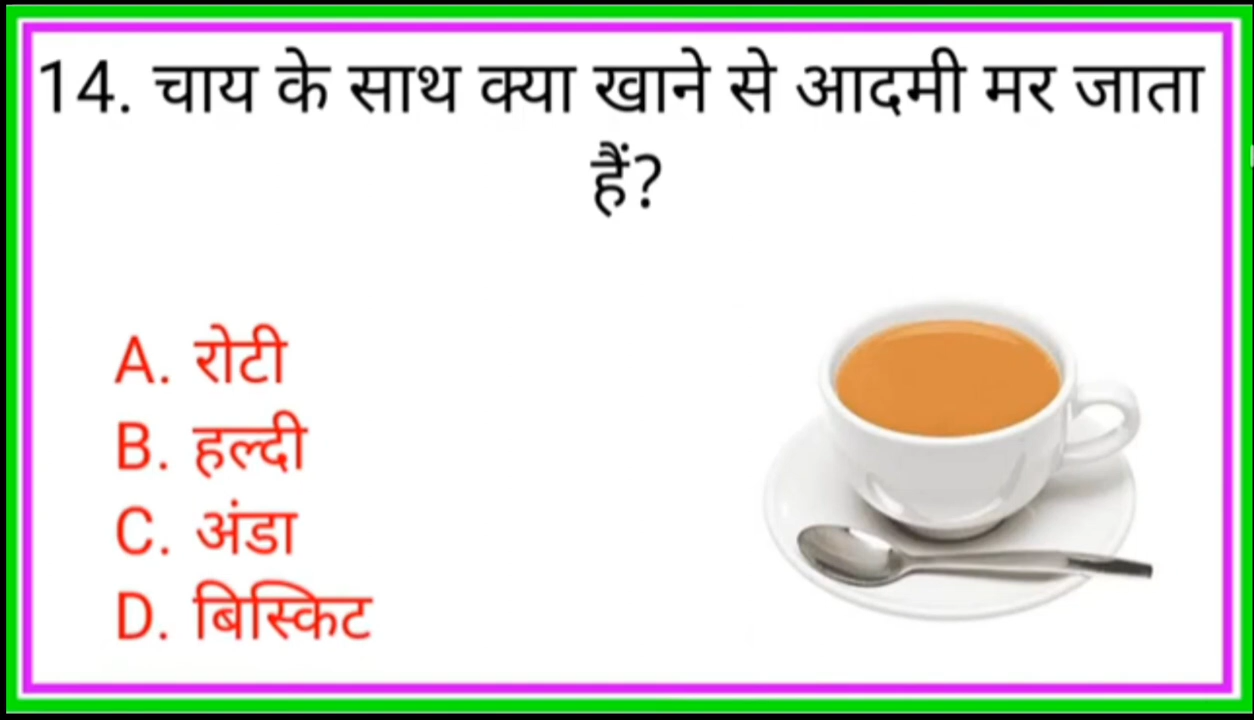 14. चाय के साथ क्या खाने से आदमी मर जाता
हैं?
A. रोटी
B. हल्दी
C. अंडा
D. बिस्किट